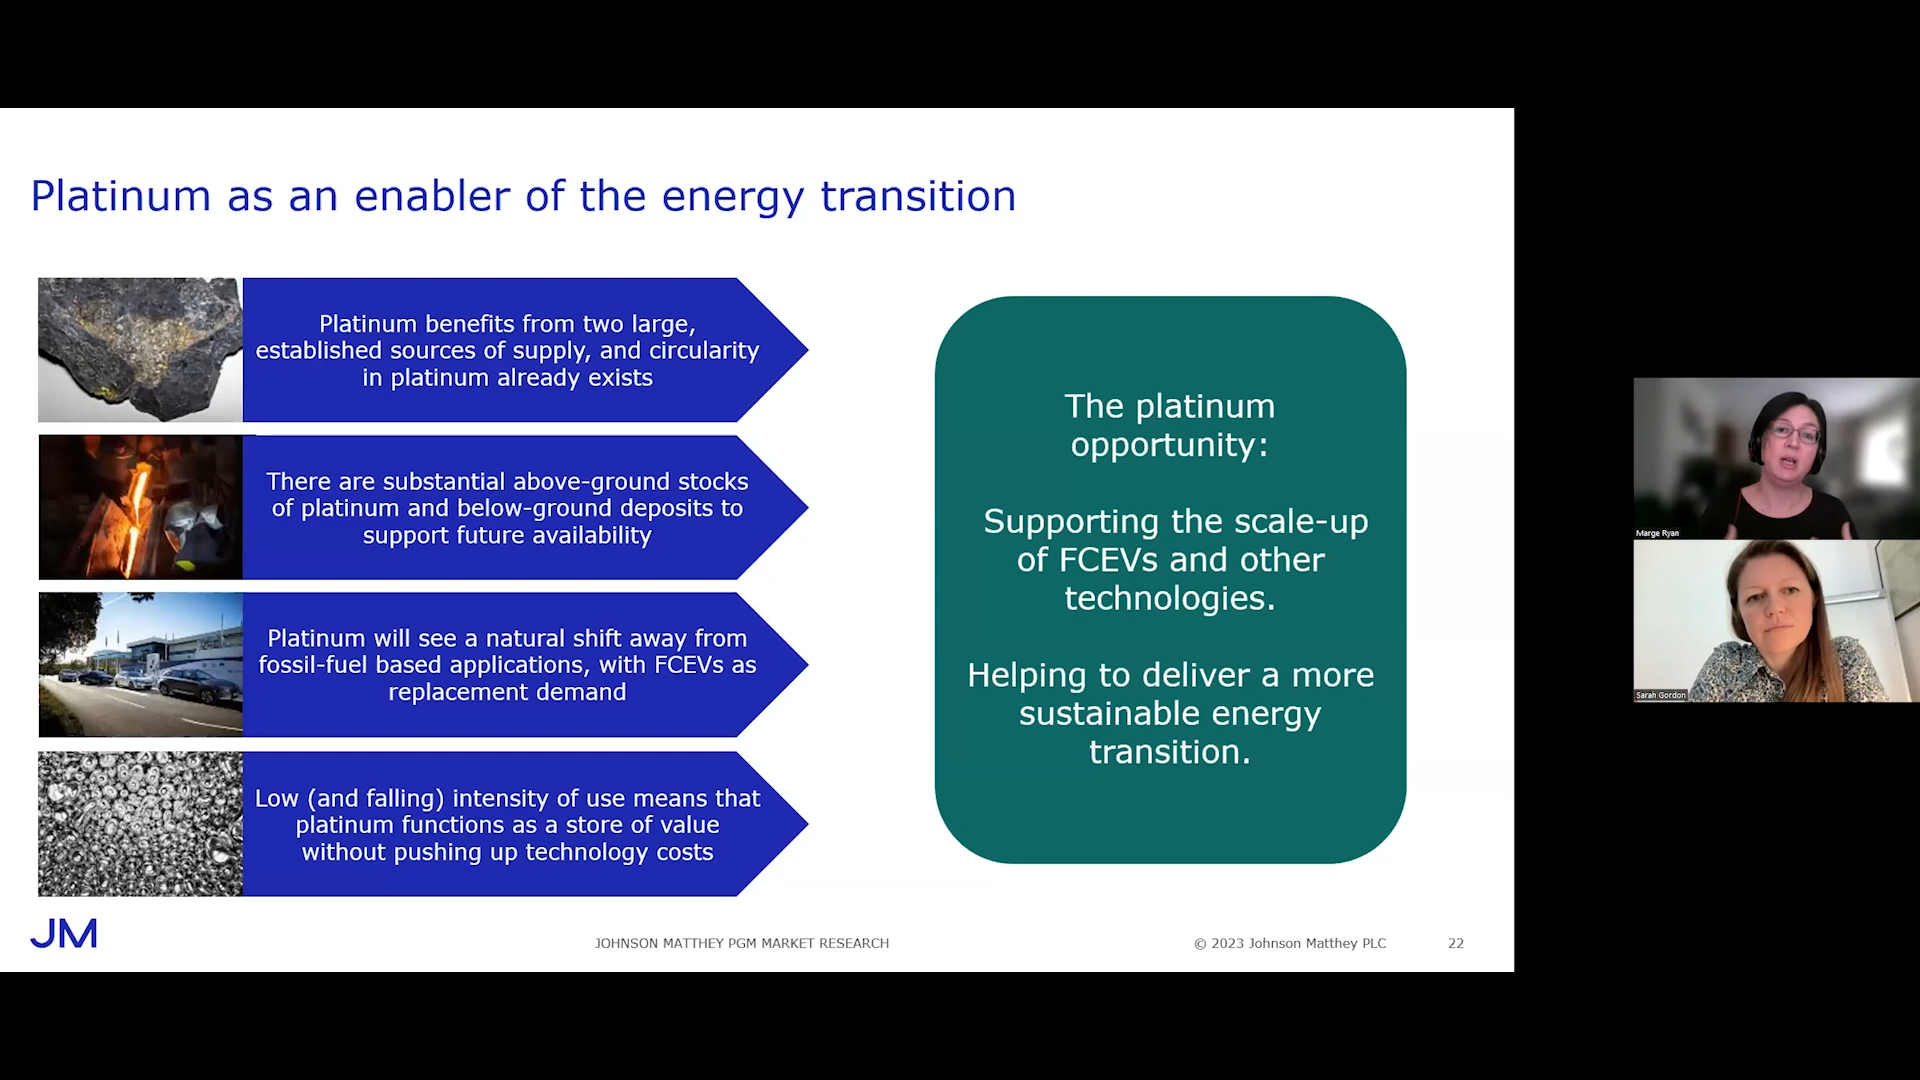 Platinum as an enabler of the energy transition
Platinum benefits from two large,
established sources of supply, and circularity
in platinum already exists
There are substantial above-ground stocks
of platinum and below-ground deposits to
support future availability
Platinum will see a natural shift away from
fossil-fuel based applications, with FCEVs as
replacement demand
Low (and falling) intensity of use means that
platinum functions as a store of value
without pushing up technology costs
The platinum
opportunity:
Supporting the scale-up
of FCEVs and other
technologies.
Helping to deliver a more
sustainable energy
transition.
JM
JOHNSON MATTHEY PGM MARKET RESEARCH
© 2023 Johnson Matthey PLC
22
Marge Ryan
Sarah Gordon